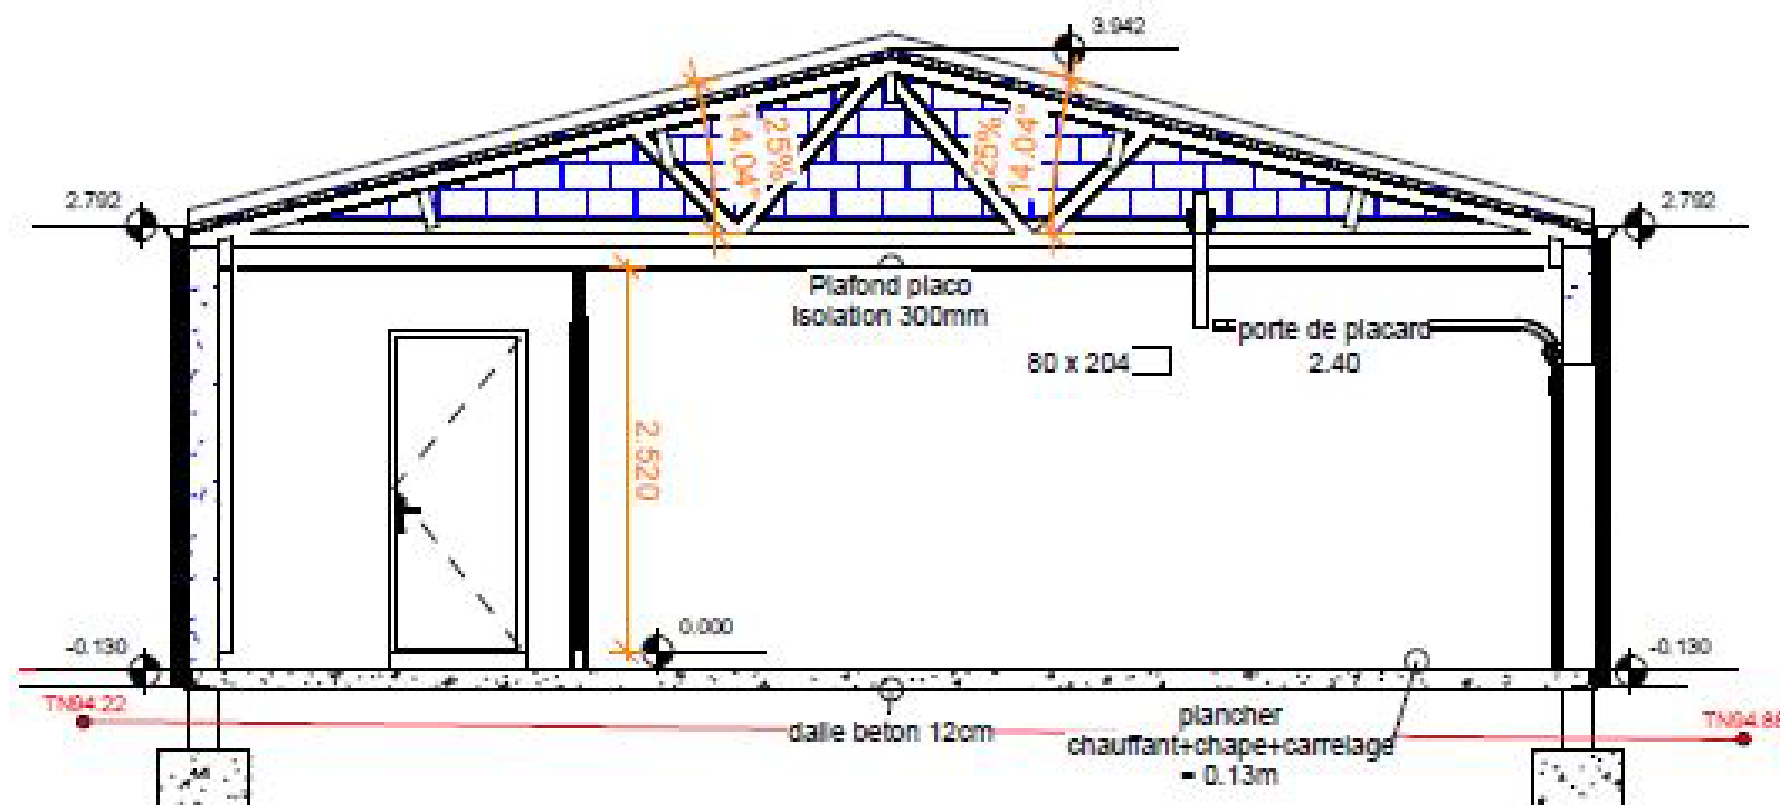 3.942
2.792
2.792
25%
14.04°
25%
14.04°
Plafond placo
Isolation 300mm
porte de placard
2.40
80 x 204
2.520
0.000
-0.130
-0.130
TN94.22
dalle beton 12cm
plancher
chauffant+chape+carrelage
= 0.13m